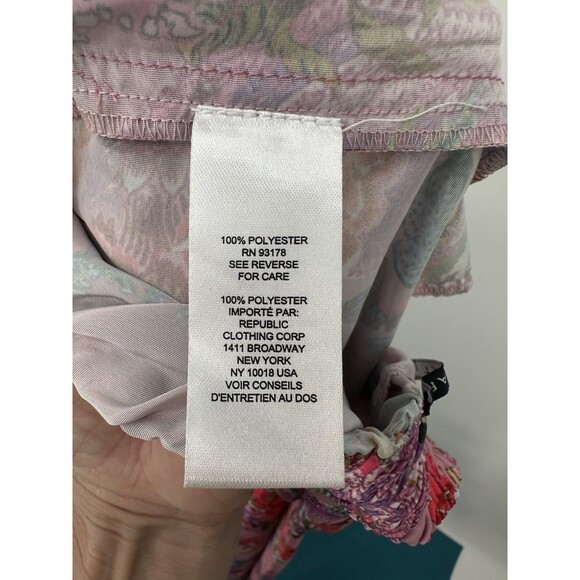 100% POLYESTER
RN 93178
SEE REVERSE
FOR CARE
100% POLYESTER
IMPORTÉ PAR:
REPUBLIC
CLOTHING CORP
1411 BROADWAY
NEW YORK
NY 10018 USA
VOIR CONSEILS
D'ENTRETIEN AU DOS